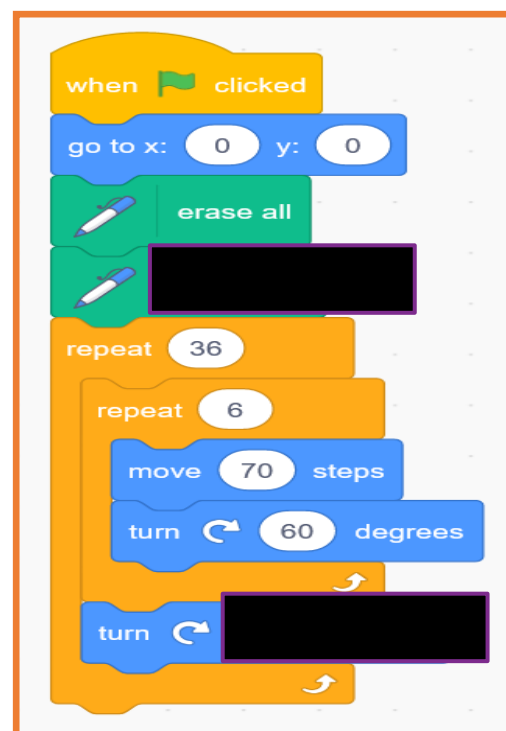 when clicked
go to x: 0 y: 0
erase all
repeat 36
repeat 6
move 70 steps
turn 60 degrees
turn